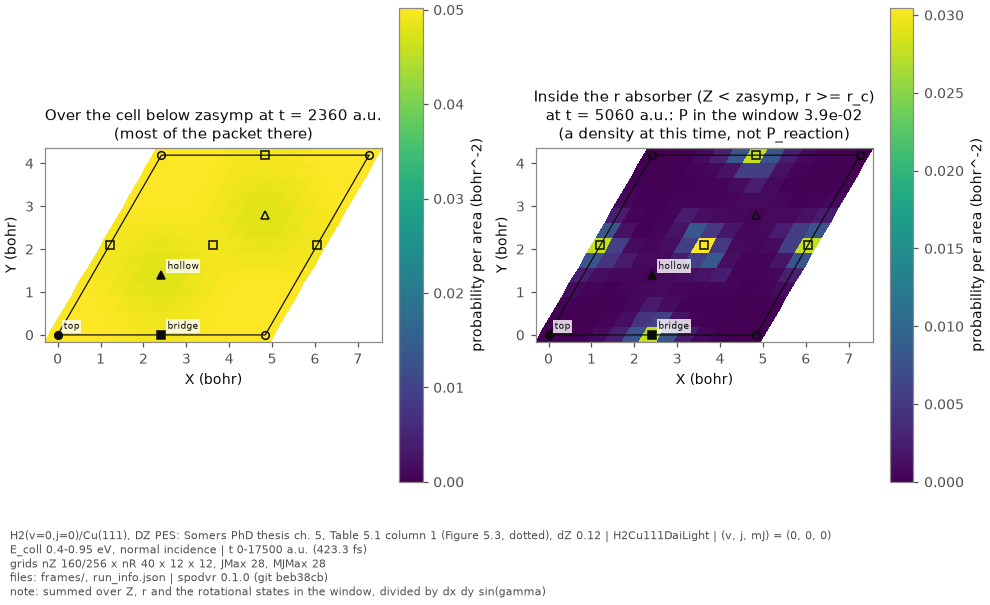 Over the cell below zasymp at t = 2360 a.u.
(most of the packet there)
Y (bohr)
4
3
2
1
0
hollow
top
bridge
0 1 2 3 4 5 6 7
X (bohr)
0.05
0.04
0.03
0.02
0.01
0.00
probability per area (bohr^-2)
Inside the r absorber (Z < zasymp, r >= r_c)
at t = 5060 a.u.: P in the window 3.9e-02
(a density at this time, not P_reaction)
Y (bohr)
4
3
2
1
0
hollow
top
bridge
0 1 2 3 4 5 6 7
X (bohr)
0.030
0.025
0.020
0.015
0.010
0.005
0.000
probability per area (bohr^-2)
H2(v=0,j=0)/Cu(111), DZ PES: Somers PhD thesis ch. 5, Table 5.1 column 1 (Figure 5.3, dotted), dZ 0.12 | H2Cu111DaiLight | (v, j, mJ) = (0, 0, 0)
E_coll 0.4-0.95 eV, normal incidence | t 0-17500 a.u. (423.3 fs)
grids nZ 160/256 x nR 40 x 12 x 12, JMax 28, MJMax 28
files: frames/, run_info.json | spodvr 0.1.0 (git beb38cb)
note: summed over Z, r and the rotational states in the window, divided by dx dy sin(gamma)